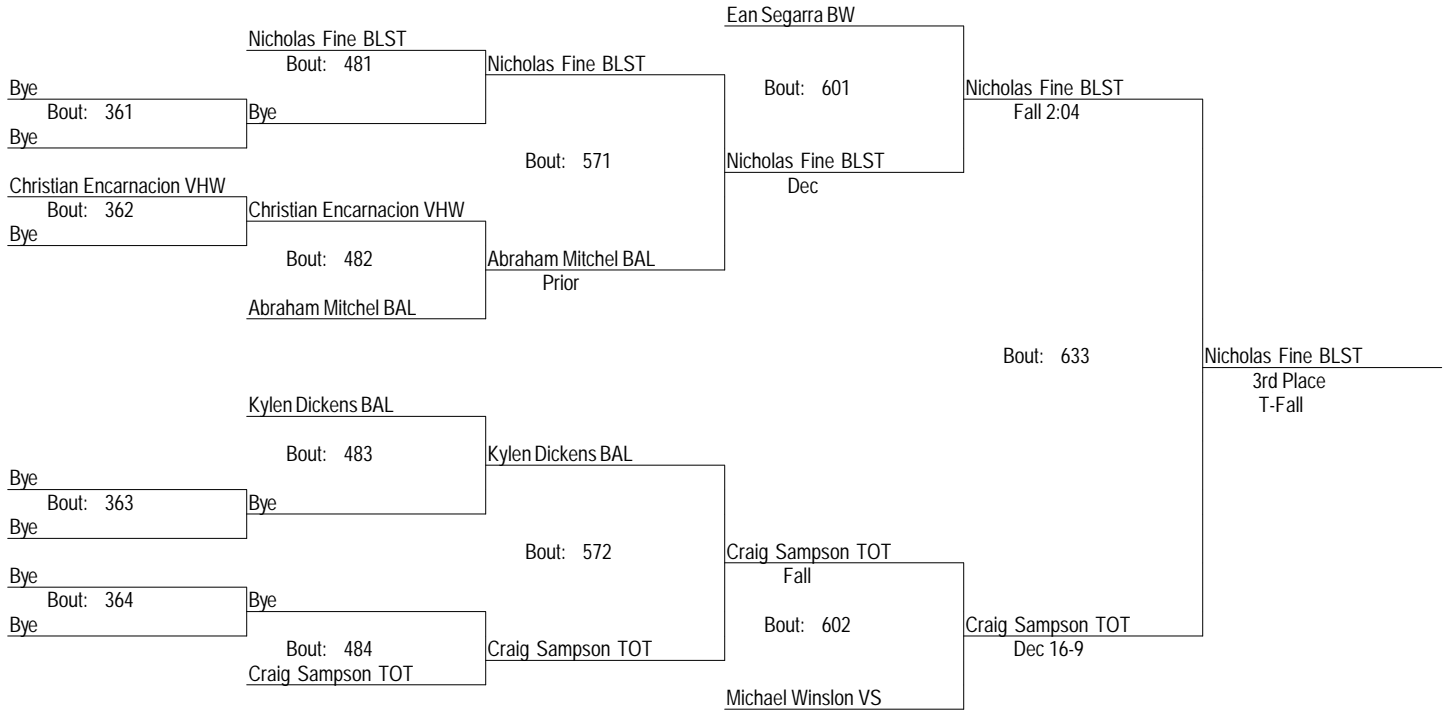 Ean Segarra BW
Nicholas Fine BLST
Bout: 481
Nicholas Fine BLST
Bye
Bout: 601
Nicholas Fine BLST
Bout: 361
Bye
Fall 2:04
Bye
Bout: 571
Nicholas Fine BLST
Christian Encarnacion VHW
Dec
Bout: 362
Christian Encarnacion VHW
Bye
Bout: 482
Abraham Mitchel BAL
Prior
Abraham Mitchel BAL
Bout: 633
Nicholas Fine BLST
3rd Place
T-Fall
Kylen Dickens BAL
Bout: 483
Kylen Dickens BAL
Bye
Bout: 363
Bye
Bye
Bout: 572
Craig Sampson TOT
Bye
Fall
Bout: 364
Bye
Bye
Bout: 602
Craig Sampson TOT
Bout: 484
Craig Sampson TOT
Dec 16-9
Craig Sampson TOT
Michael Winslon VS